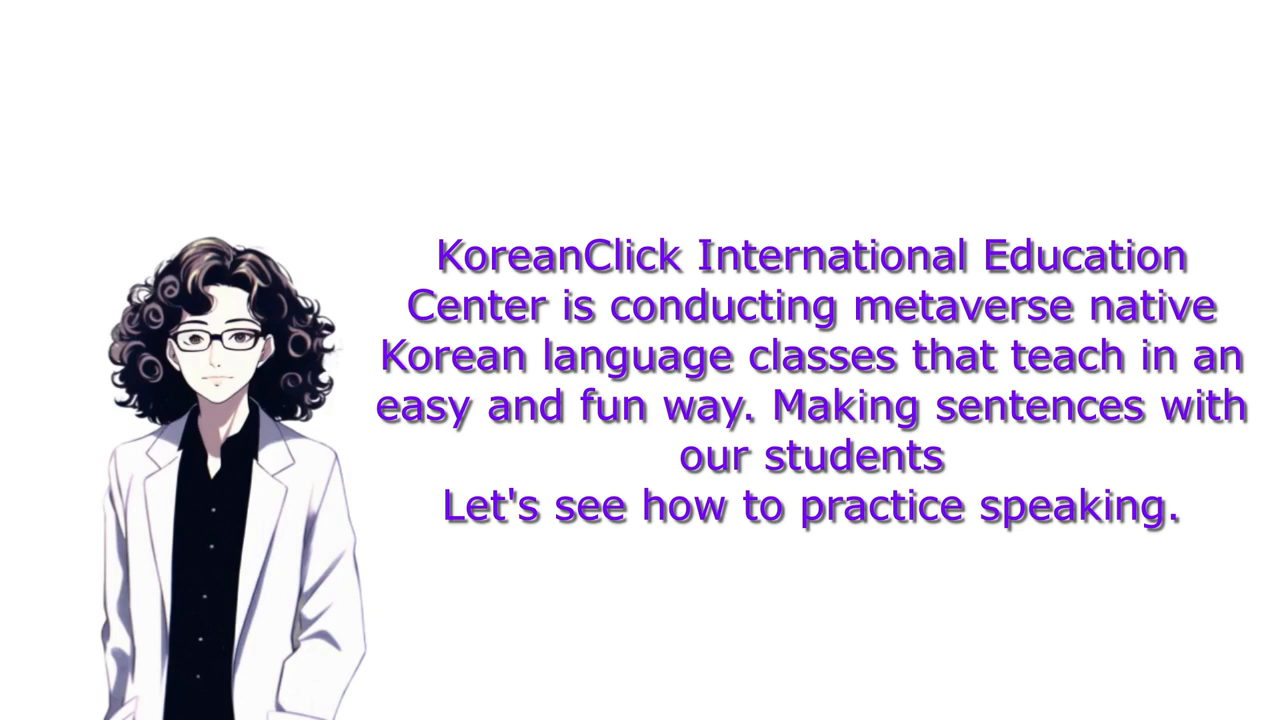 KoreanClick International Education
Center is conducting metaverse native
Korean language classes that teach in an
easy and fun way. Making sentences with
our students
Let's see how to practice speaking.